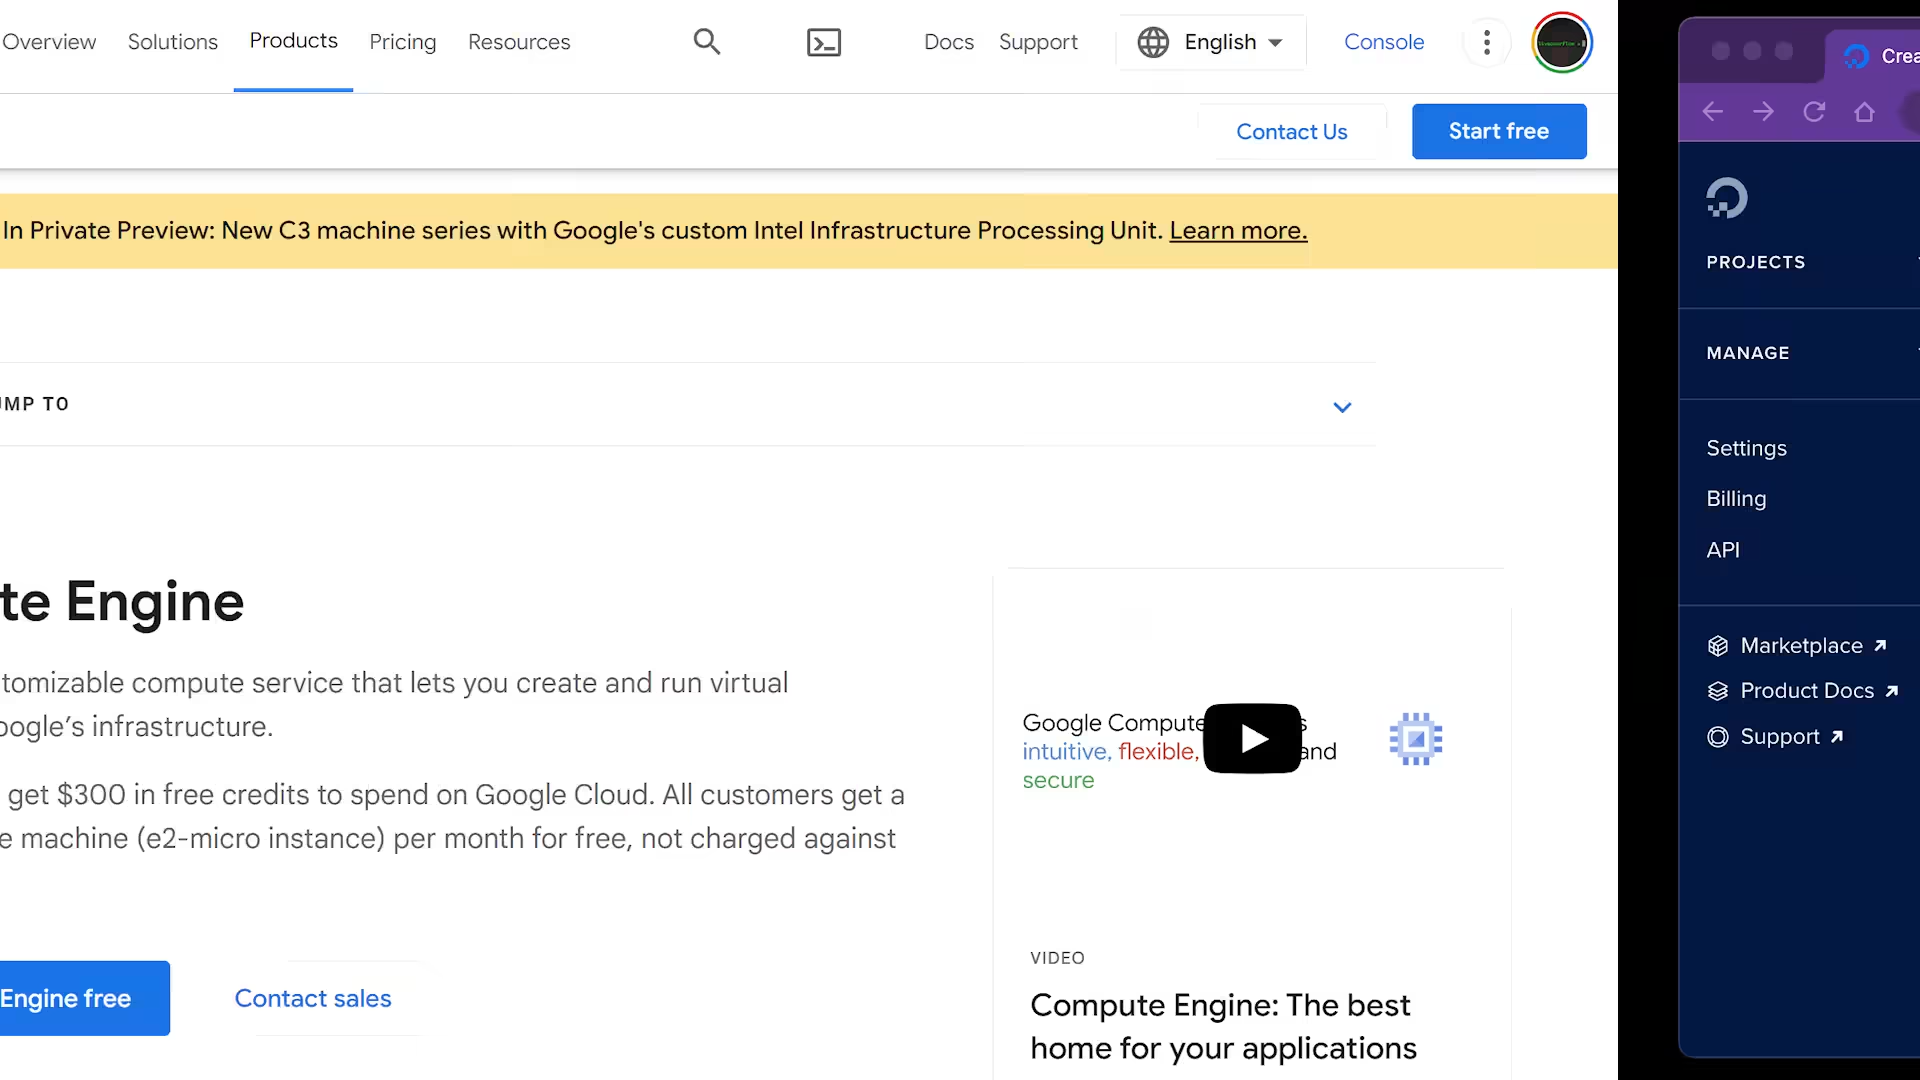 Overview Solutions Products Pricing Resources Docs Support English Console
Contact Us Start free
In Private Preview: New C3 machine series with Google's custom Intel Infrastructure Processing Unit. Learn more.
UMP TO
te Engine
tomizable compute service that lets you create and run virtual
oogle's infrastructure.
get $300 in free credits to spend on Google Cloud. All customers get a
e machine (e2-micro instance) per month for free, not charged against
Engine free Contact sales
Google Compute s
intuitive, flexible, and
secure
VIDEO
Compute Engine: The best
home for your applications
Crea
PROJECTS
MANAGE
Settings
Billing
API
Marketplace
Product Docs
Support